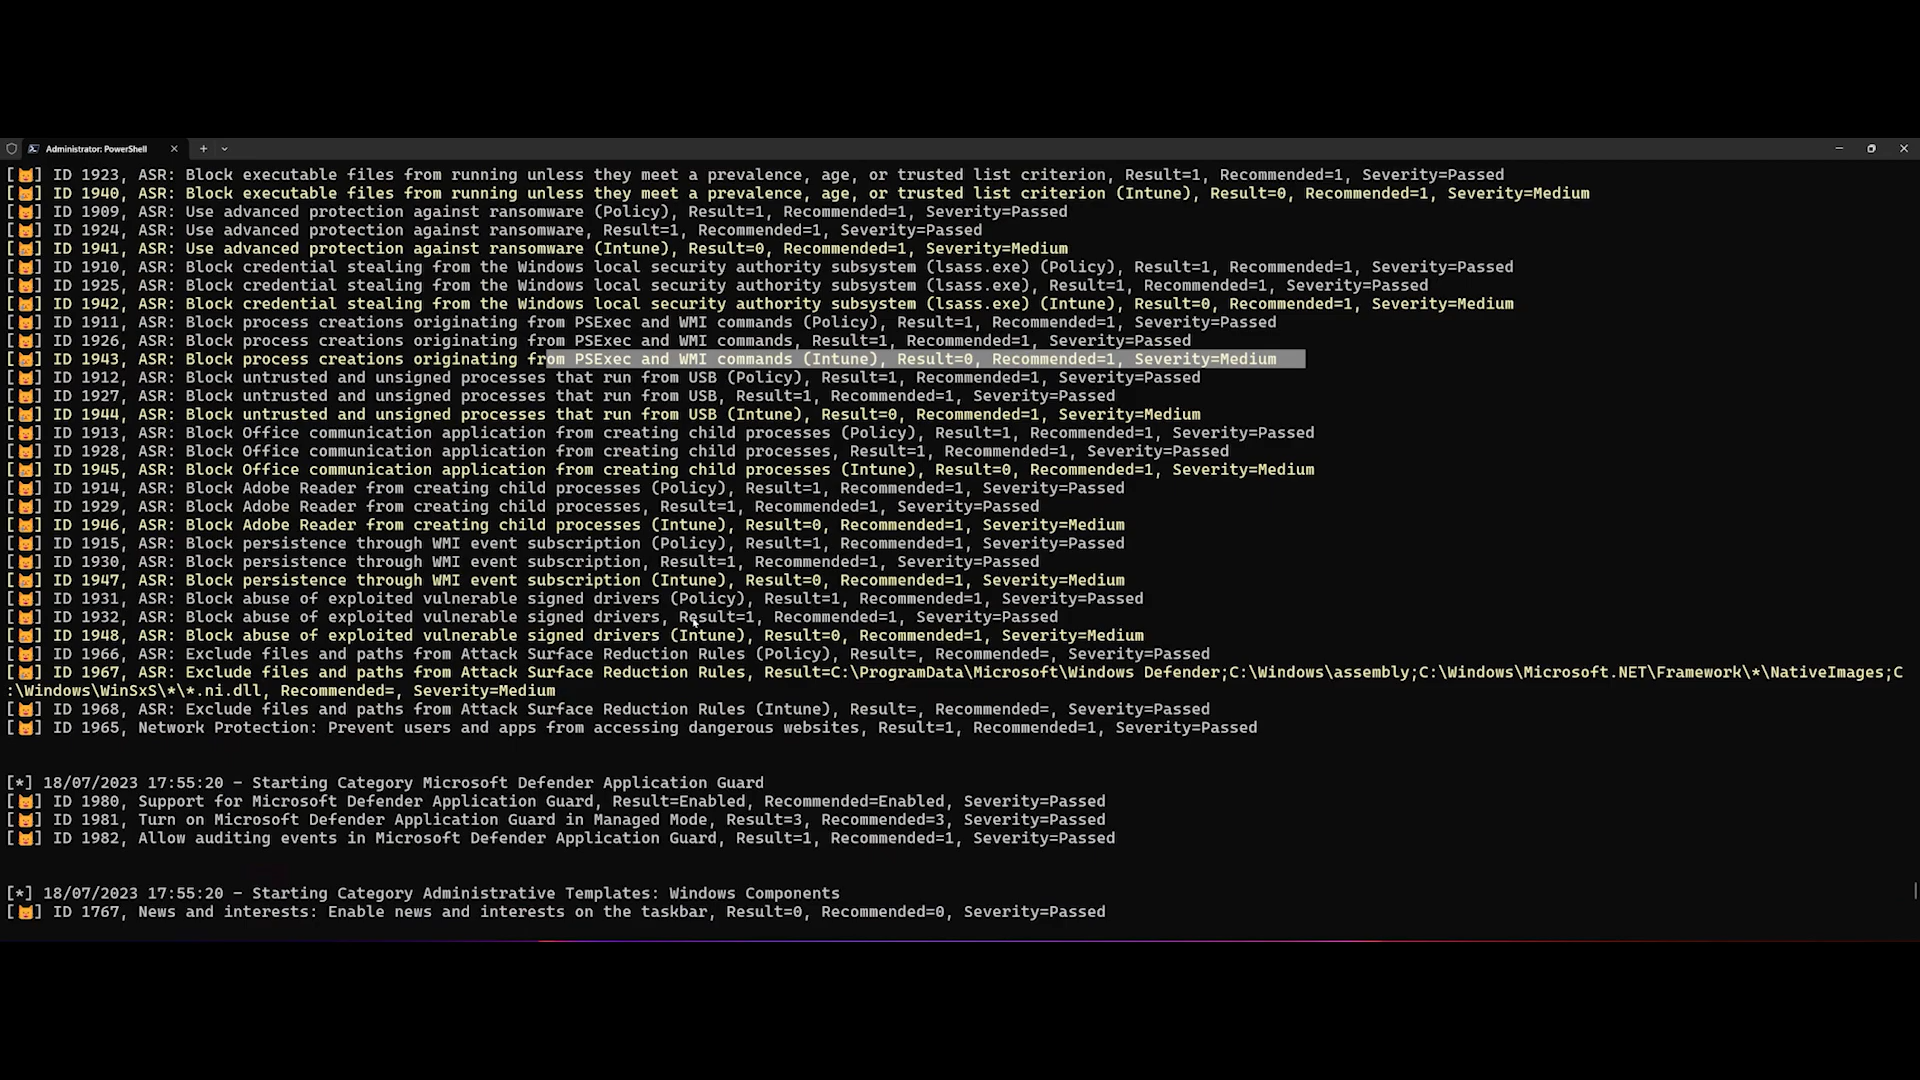 Administrator: PowerShell
[😺] ID 1923, ASR: Block executable files from running unless they meet a prevalence, age, or trusted list criterion, Result=1, Recommended=1, Severity=Passed
[😿] ID 1940, ASR: Block executable files from running unless they meet a prevalence, age, or trusted list criterion (Intune), Result=0, Recommended=1, Severity=Medium
[😺] ID 1909, ASR: Use advanced protection against ransomware (Policy), Result=1, Recommended=1, Severity=Passed
[😺] ID 1924, ASR: Use advanced protection against ransomware, Result=1, Recommended=1, Severity=Passed
[😿] ID 1941, ASR: Use advanced protection against ransomware (Intune), Result=0, Recommended=1, Severity=Medium
[😺] ID 1910, ASR: Block credential stealing from the Windows local security authority subsystem (lsass.exe) (Policy), Result=1, Recommended=1, Severity=Passed
[😺] ID 1925, ASR: Block credential stealing from the Windows local security authority subsystem (lsass.exe), Result=1, Recommended=1, Severity=Passed
[😿] ID 1942, ASR: Block credential stealing from the Windows local security authority subsystem (lsass.exe) (Intune), Result=0, Recommended=1, Severity=Medium
[😺] ID 1911, ASR: Block process creations originating from PSExec and WMI commands (Policy), Result=1, Recommended=1, Severity=Passed
[😺] ID 1926, ASR: Block process creations originating from PSExec and WMI commands, Result=1, Recommended=1, Severity=Passed
[😿] ID 1943, ASR: Block process creations originating from PSExec and WMI commands (Intune), Result=0, Recommended=1, Severity=Medium
[😺] ID 1912, ASR: Block untrusted and unsigned processes that run from USB (Policy), Result=1, Recommended=1, Severity=Passed
[😺] ID 1927, ASR: Block untrusted and unsigned processes that run from USB, Result=1, Recommended=1, Severity=Passed
[😿] ID 1944, ASR: Block untrusted and unsigned processes that run from USB (Intune), Result=0, Recommended=1, Severity=Medium
[😺] ID 1913, ASR: Block Office communication application from creating child processes (Policy), Result=1, Recommended=1, Severity=Passed
[😺] ID 1928, ASR: Block Office communication application from creating child processes, Result=1, Recommended=1, Severity=Passed
[😿] ID 1945, ASR: Block Office communication application from creating child processes (Intune), Result=0, Recommended=1, Severity=Medium
[😺] ID 1914, ASR: Block Adobe Reader from creating child processes (Policy), Result=1, Recommended=1, Severity=Passed
[😺] ID 1929, ASR: Block Adobe Reader from creating child processes, Result=1, Recommended=1, Severity=Passed
[😿] ID 1946, ASR: Block Adobe Reader from creating child processes (Intune), Result=0, Recommended=1, Severity=Medium
[😺] ID 1915, ASR: Block persistence through WMI event subscription (Policy), Result=1, Recommended=1, Severity=Passed
[😺] ID 1930, ASR: Block persistence through WMI event subscription, Result=1, Recommended=1, Severity=Passed
[😿] ID 1947, ASR: Block persistence through WMI event subscription (Intune), Result=0, Recommended=1, Severity=Medium
[😺] ID 1931, ASR: Block abuse of exploited vulnerable signed drivers (Policy), Result=1, Recommended=1, Severity=Passed
[😺] ID 1932, ASR: Block abuse of exploited vulnerable signed drivers, Result=1, Recommended=1, Severity=Passed
[😿] ID 1948, ASR: Block abuse of exploited vulnerable signed drivers (Intune), Result=0, Recommended=1, Severity=Medium
[😺] ID 1966, ASR: Exclude files and paths from Attack Surface Reduction Rules (Policy), Result=, Recommended=, Severity=Passed
[😿] ID 1967, ASR: Exclude files and paths from Attack Surface Reduction Rules, Result=C:\ProgramData\Microsoft\Windows Defender;C:\Windows\assembly;C:\Windows\Microsoft.NET\Framework\*\NativeImages;C
:\Windows\WinSxS\*\*.ni.dll, Recommended=, Severity=Medium
[😺] ID 1968, ASR: Exclude files and paths from Attack Surface Reduction Rules (Intune), Result=, Recommended=, Severity=Passed
[😺] ID 1965, Network Protection: Prevent users and apps from accessing dangerous websites, Result=1, Recommended=1, Severity=Passed
[*] 18/07/2023 17:55:20 - Starting Category Microsoft Defender Application Guard
[😺] ID 1980, Support for Microsoft Defender Application Guard, Result=Enabled, Recommended=Enabled, Severity=Passed
[😺] ID 1981, Turn on Microsoft Defender Application Guard in Managed Mode, Result=3, Recommended=3, Severity=Passed
[😺] ID 1982, Allow auditing events in Microsoft Defender Application Guard, Result=1, Recommended=1, Severity=Passed
[*] 18/07/2023 17:55:20 - Starting Category Administrative Templates: Windows Components
[😺] ID 1767, News and interests: Enable news and interests on the taskbar, Result=0, Recommended=0, Severity=Passed